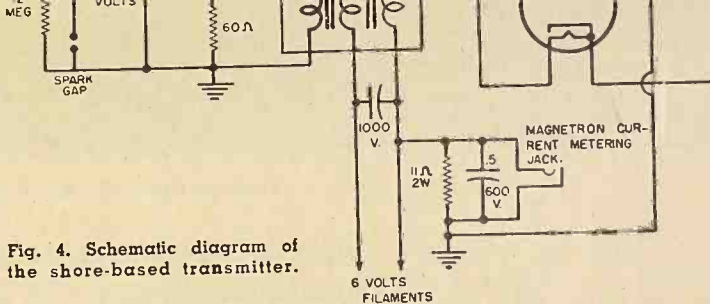 MEG
VOLTS
60Ω
SPARK
GAP
1000
V.
MAGNETRON CUR-
RENT METERING
JACK.
11Ω
2W
.5
600
V.
Fig. 4. Schematic diagram of
the shore-based transmitter.
6 VOLTS
FILAMENTS